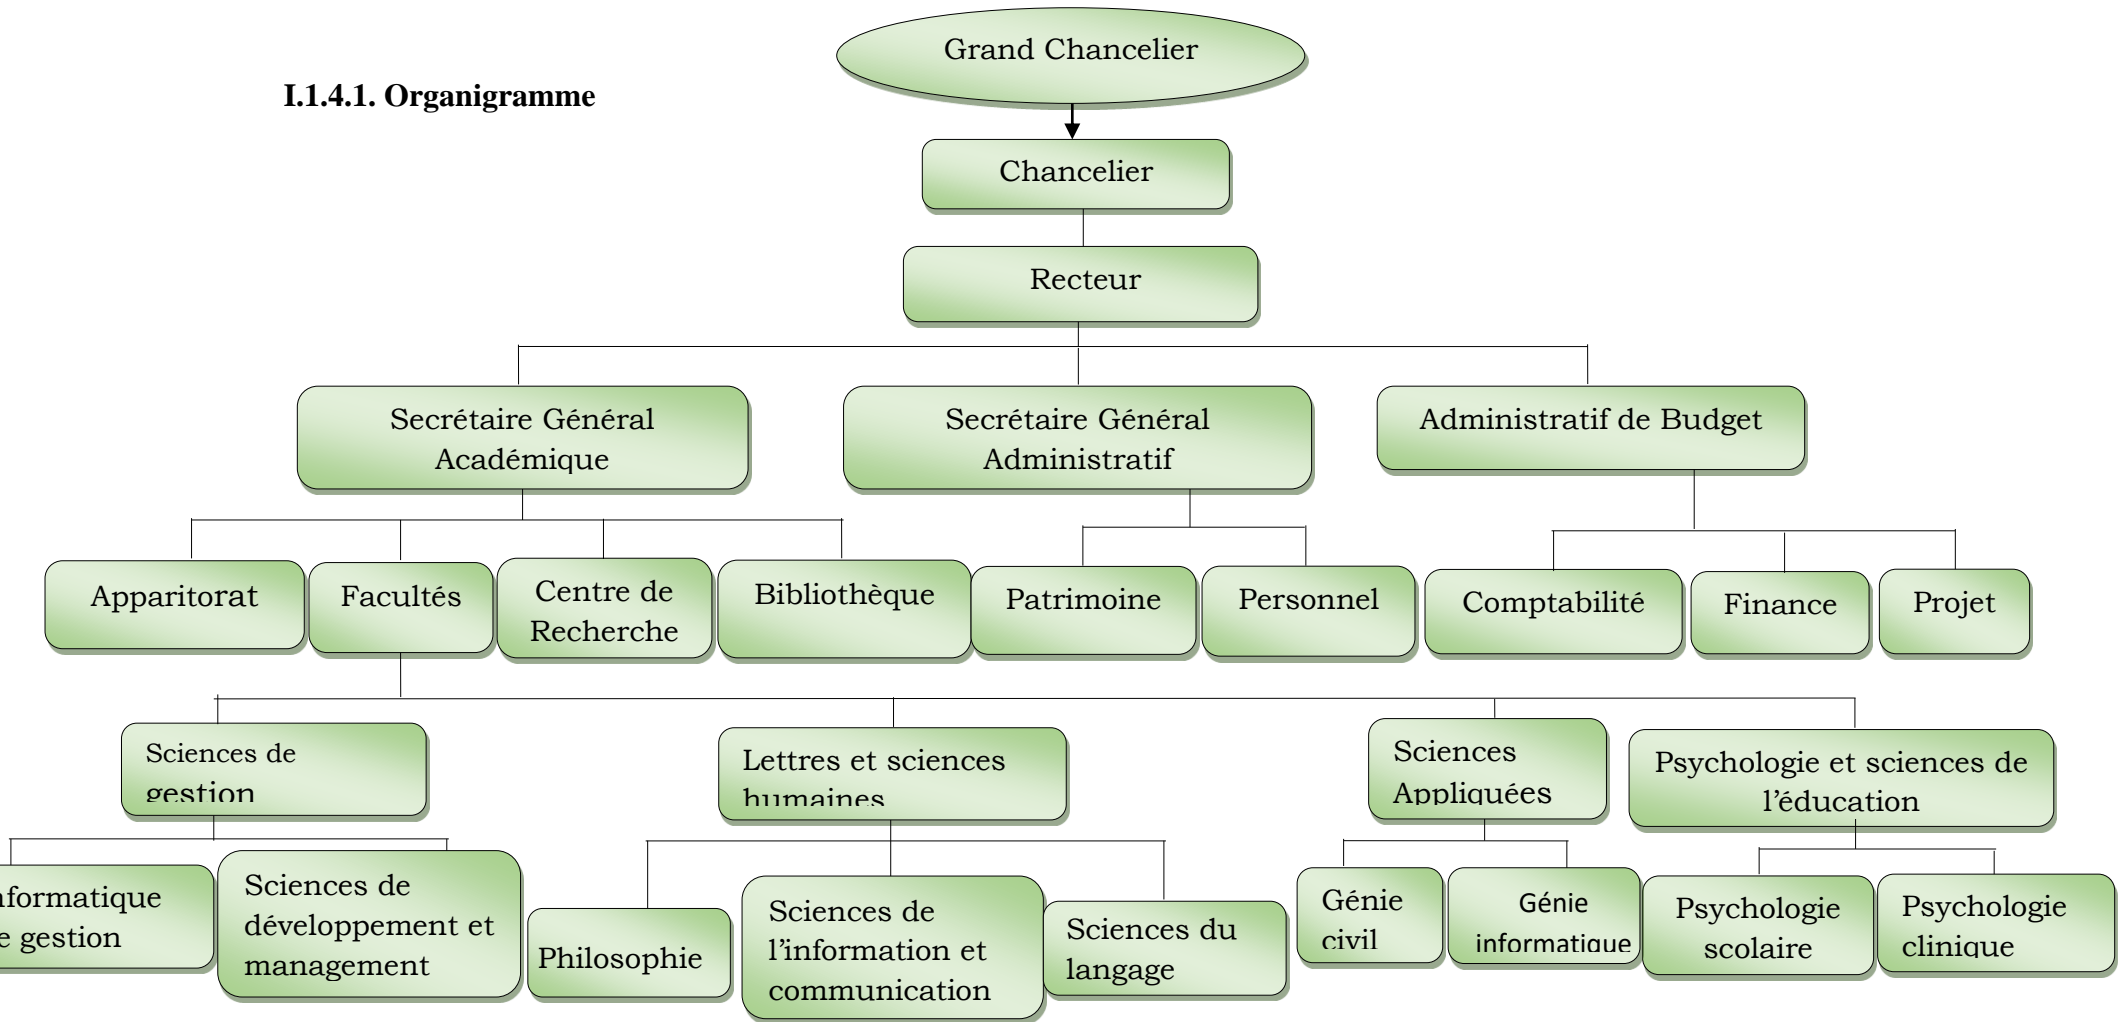 Grand Chancelier
I.1.4.1. Organigramme
Chancelier
Recteur
Secrétaire Général
Académique
Secrétaire Général
Administratif
Administratif de Budget
Apparitorat
Facultés
Centre de
Recherche
Bibliothèque
Patrimoine
Personnel
Comptabilité
Finance
Projet
Sciences de
gestion
Lettres et sciences
humaines
Sciences
Appliquées
Psychologie et sciences de
l'éducation
nformatique
e gestion
Sciences de
développement et
management
Philosophie
Sciences de
l'information et
communication
Sciences du
langage
Génie
civil
Génie
informatique
Psychologie
scolaire
Psychologie
clinique